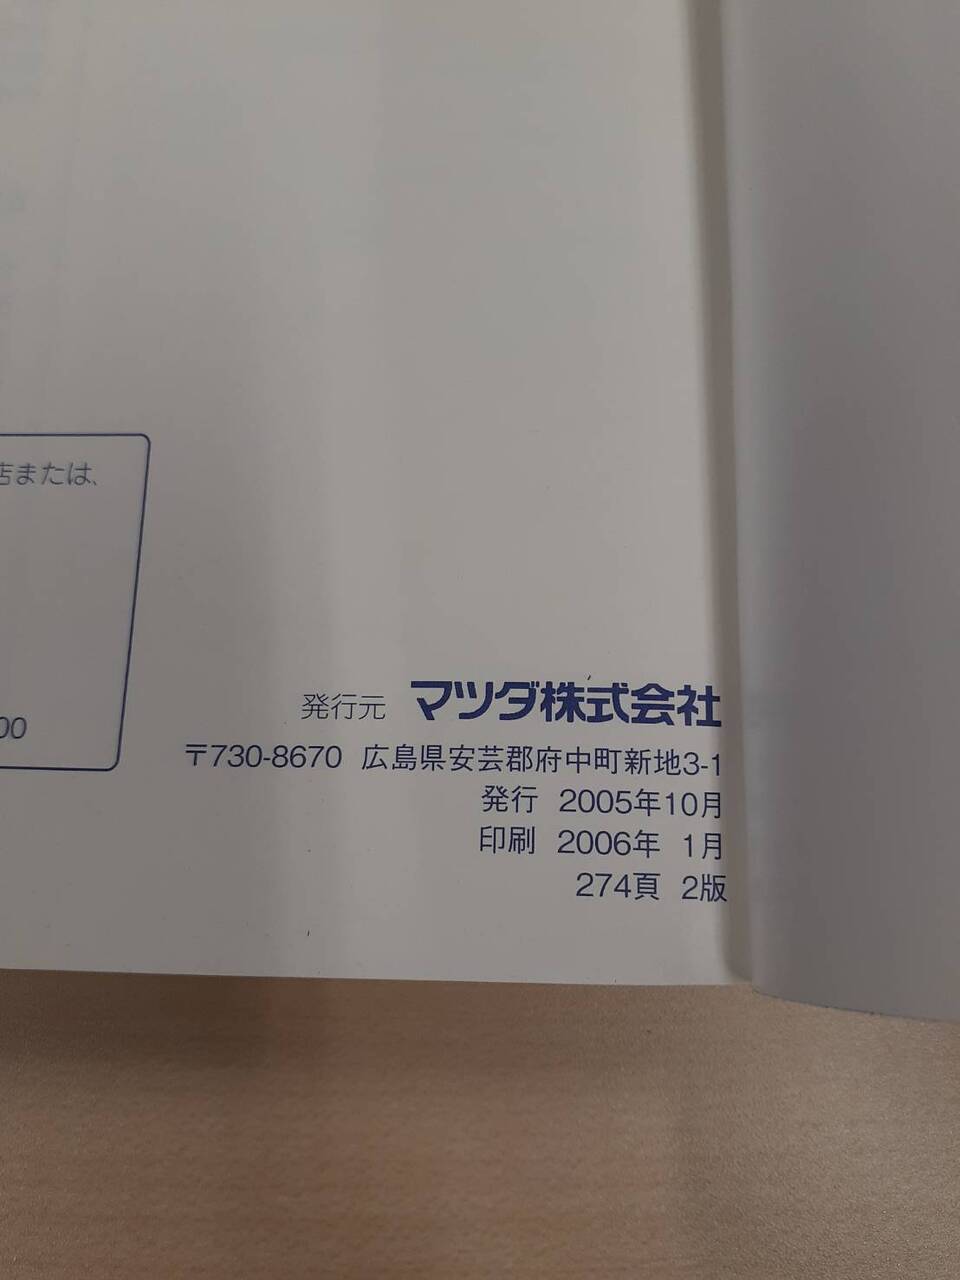 店または、
00
発行元 マツダ株式会社
〒730-8670 広島県安芸郡府中町新地3-1
発行 2005年10月
印刷 2006年 1月
274頁 2版